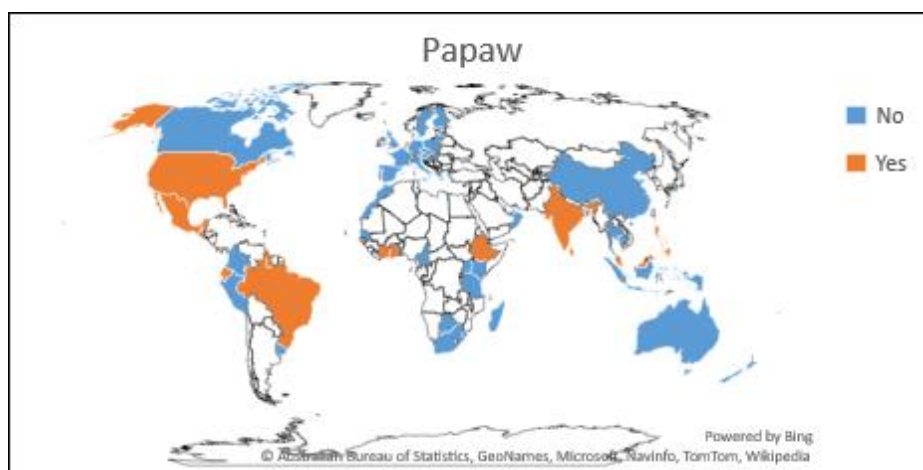 Papaw
No
Yes
Powered by Bing
© Australian Bureau of Statistics, GeoNames, Microsoft, Navinfo, TomTom, Wikipedia